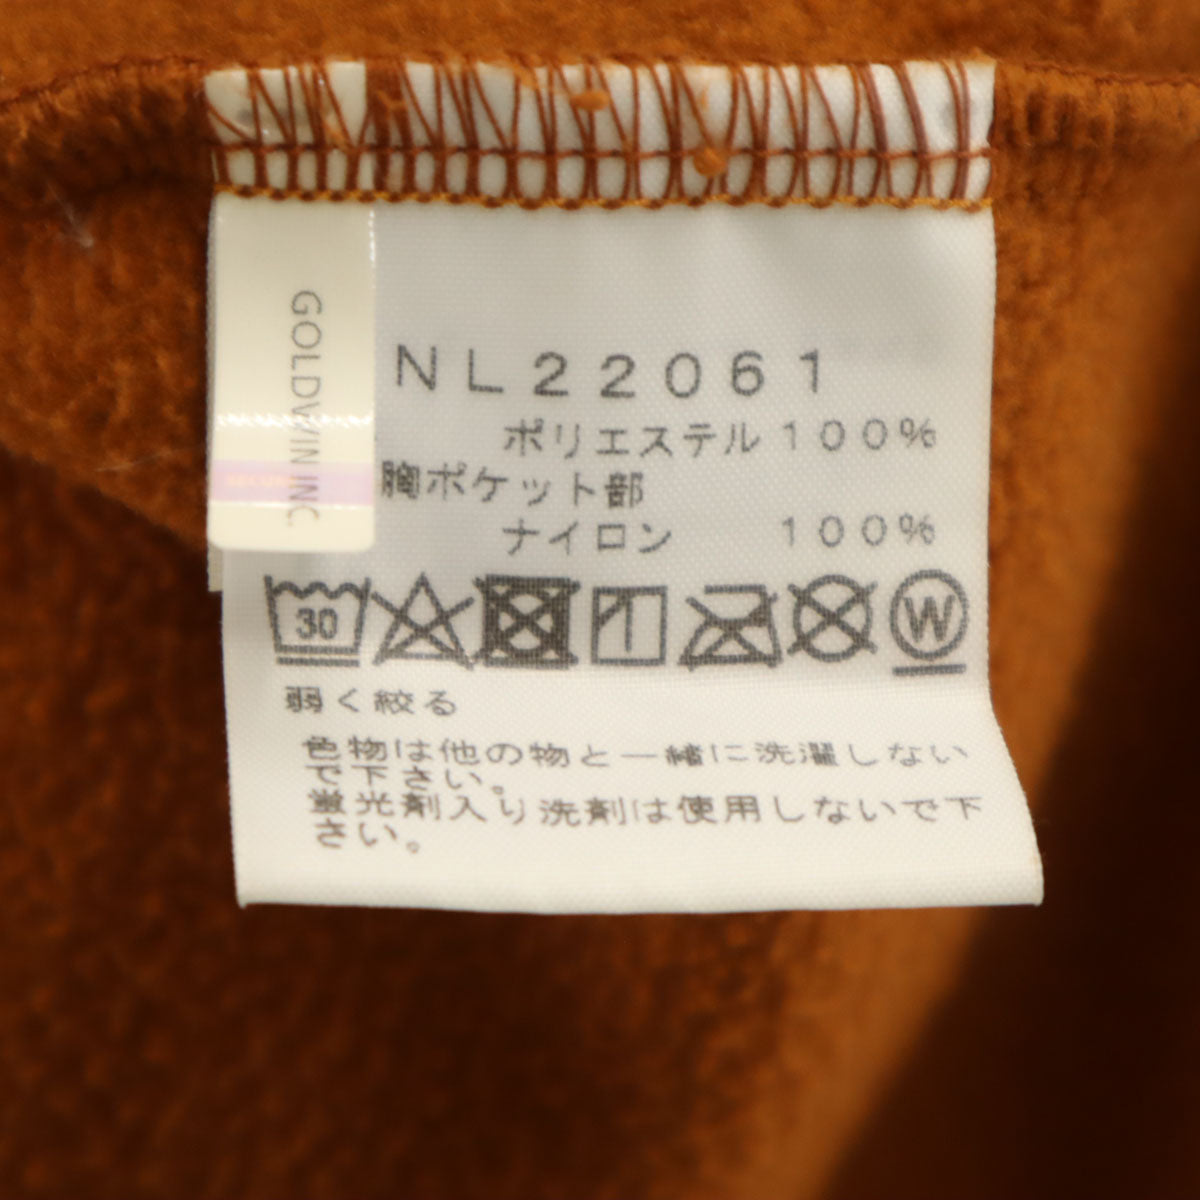 GOLDWIN INC.
NL22061
ポリエステル 100%
胸ポケット部
ナイロン 100%
30
W
弱く絞る
色物は他の物と一緒に洗濯しない
で下さい。
蛍光剤入り洗剤は使用しないで下
さい。